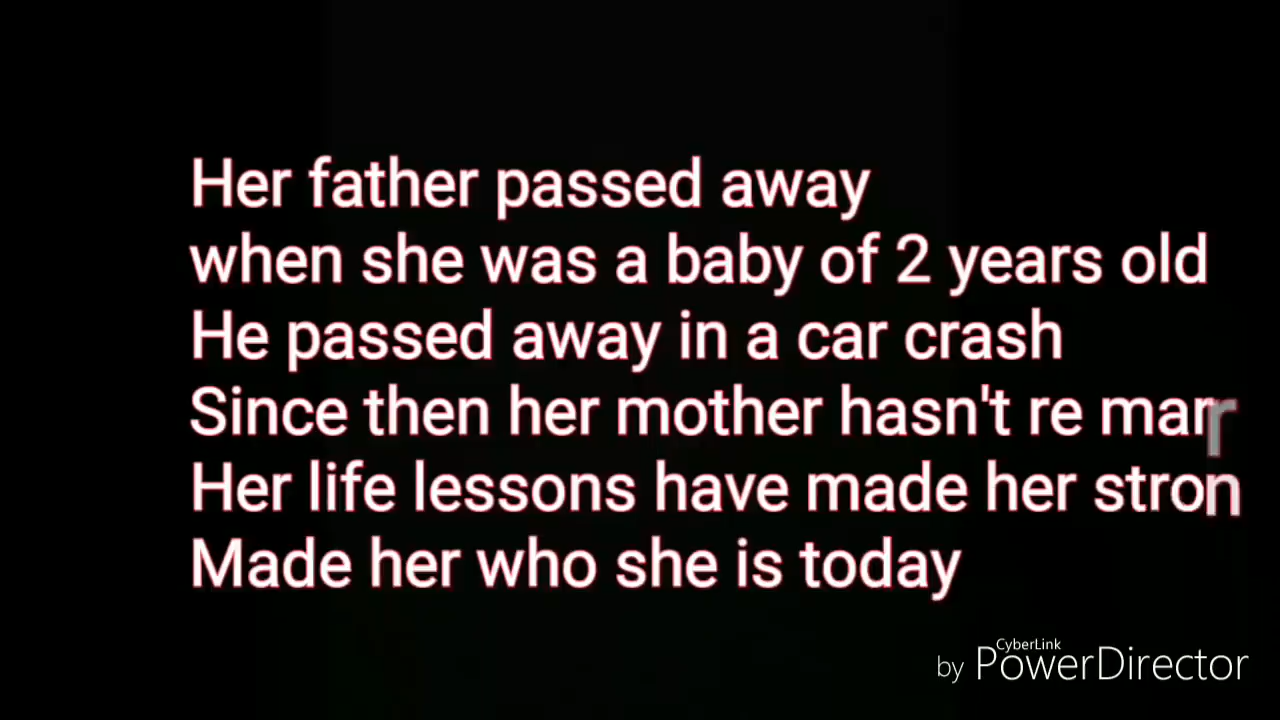 Her father passed away
when she was a baby of 2 years old
He passed away in a car crash
Since then her mother hasn't re marr
Her life lessons have made her stron
Made her who she is today
CyberLink
by PowerDirector